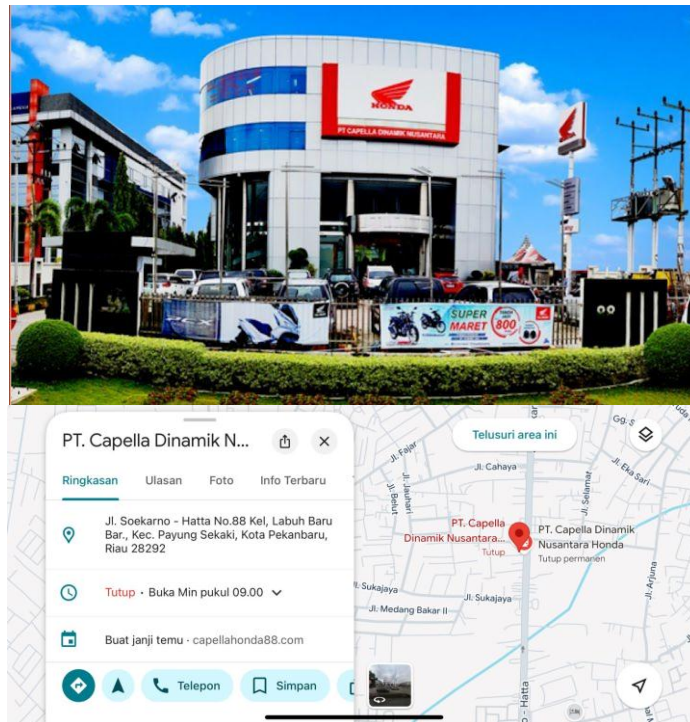 HONDA
PT CAPELLA DINAMIK NUSANTARA
SUPER
MARET
800
PT. Capella Dinamik N...
Ringkasan
Ulasan
Foto
Info Terbaru
Jl. Soekarno - Hatta No.88 Kel, Labuh Baru
Bar., Kec. Payung Sekaki, Kota Pekanbaru,
Riau 28292
Tutup · Buka Min pukul 09.00
Buat janji temu · capellahonda88.com
Telepon
Simpan
Telusuri area ini
Gg. S
Jl. Fajar
Jl. Cahaya
Jl. Eka Sari
Jl. Jauhari
Jl. Belut
Jl. Selamat
PT. Capella
Dinamik Nusantara...
Tutup
PT. Capella Dinamik
Nusantara Honda
Tutup permanen
Jl. Sukajaya
Jl. Sukajaya
Jl. Medang Bakar II
Jl. Arjuna
o - Hatta